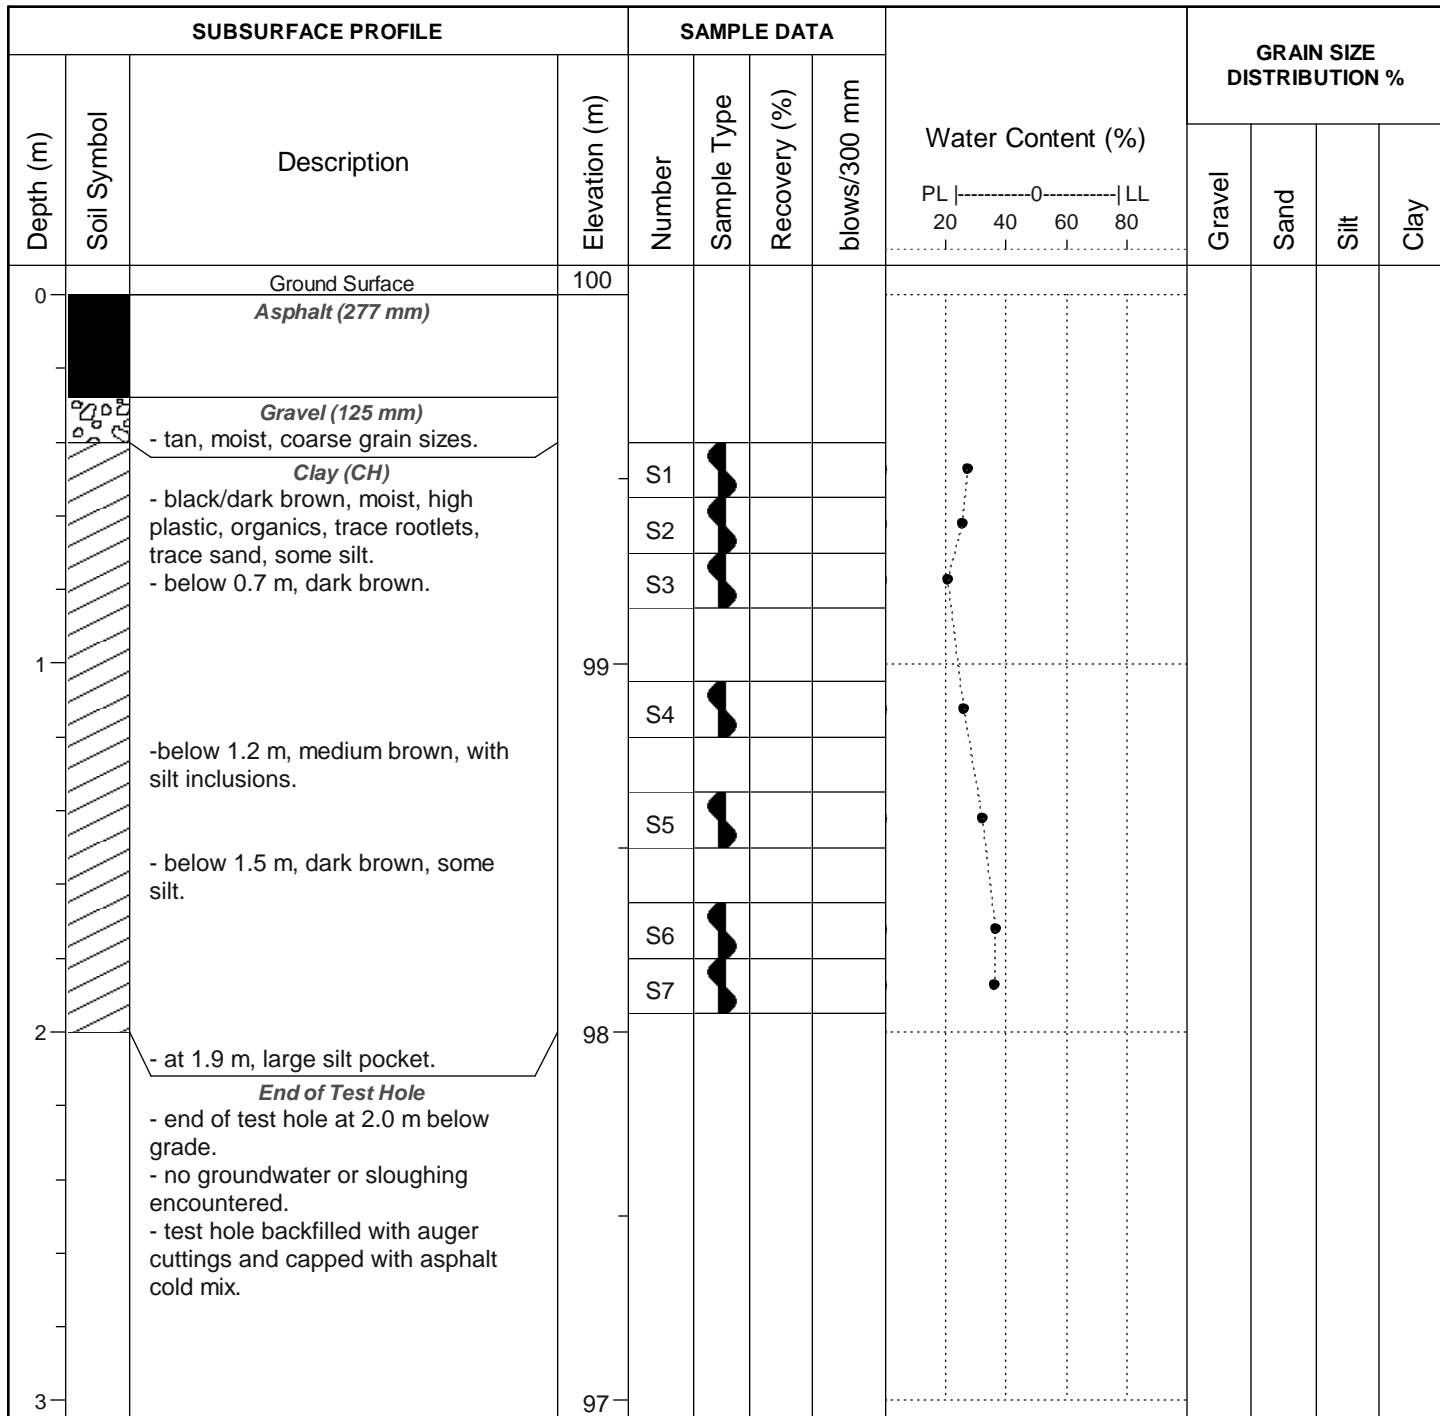 SUBSURFACE PROFILE
SAMPLE DATA
GRAIN SIZE
DISTRIBUTION %
Depth (m)
Soil Symbol
Description
Elevation (m)
Number
Sample Type
Recovery (%)
blows/300 mm
Water Content (%)
PL |-----------0-----------| LL
20 40 60 80
Gravel
Sand
Silt
Clay
Ground Surface
100
0
Asphalt (277 mm)
Gravel (125 mm)
- tan, moist, coarse grain sizes.
Clay (CH)
- black/dark brown, moist, high
plastic, organics, trace rootlets,
trace sand, some silt.
- below 0.7 m, dark brown.
S1
S2
S3
1
99
S4
-below 1.2 m, medium brown, with
silt inclusions.
S5
- below 1.5 m, dark brown, some
silt.
S6
S7
2
98
- at 1.9 m, large silt pocket.
End of Test Hole
- end of test hole at 2.0 m below
grade.
- no groundwater or sloughing
encountered.
- test hole backfilled with auger
cuttings and capped with asphalt
cold mix.
3
97